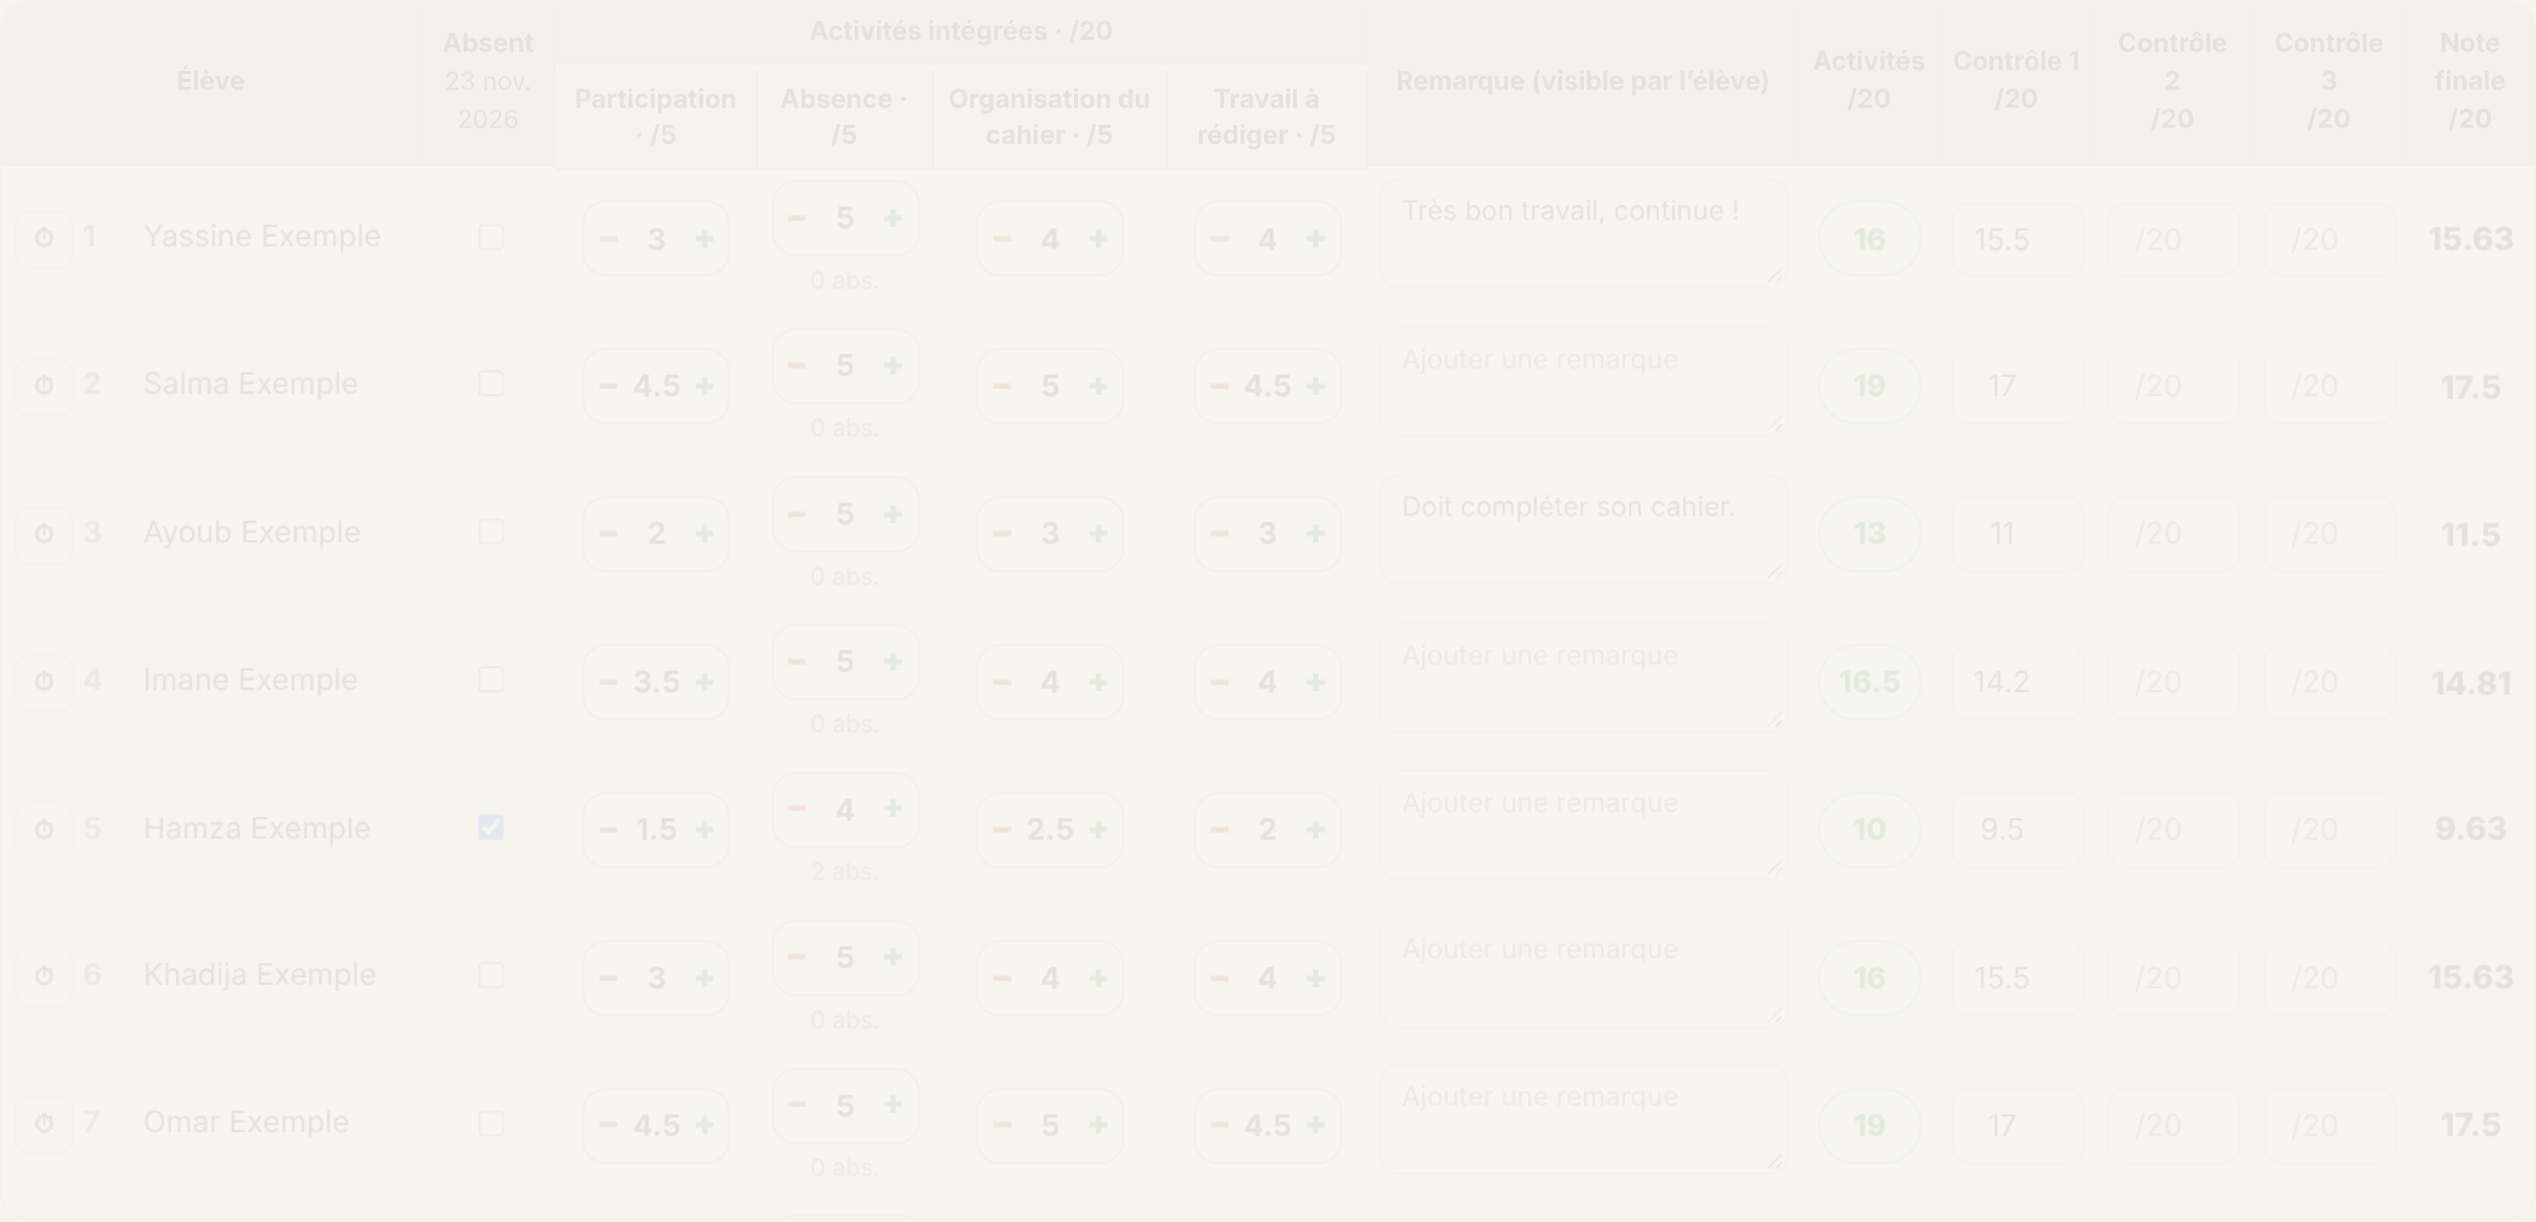 Élève
Absent
23 nov.
2026
Activités intégrées · /20
Participation
· /5
Absence ·
/5
Organisation du
cahier · /5
Travail à
rédiger · /5
Remarque (visible par l’élève)
Activités
/20
Contrôle 1
/20
Contrôle
2
/20
Contrôle
3
/20
Note
finale
/20
1 Yassine Exemple − 3 + − 5 + − 4 + − 4 + Très bon travail, continue ! 16 15.5 /20 /20 15.63
0 abs.
2 Salma Exemple − 4.5 + − 5 + − 5 + − 4.5 + Ajouter une remarque 19 17 /20 /20 17.5
0 abs.
3 Ayoub Exemple − 2 + − 5 + − 3 + − 3 + Doit compléter son cahier. 13 11 /20 /20 11.5
0 abs.
4 Imane Exemple − 3.5 + − 5 + − 4 + − 4 + Ajouter une remarque 16.5 14.2 /20 /20 14.81
0 abs.
5 Hamza Exemple − 1.5 + − 4 + − 2.5 + − 2 + Ajouter une remarque 10 9.5 /20 /20 9.63
2 abs.
6 Khadija Exemple − 3 + − 5 + − 4 + − 4 + Ajouter une remarque 16 15.5 /20 /20 15.63
0 abs.
7 Omar Exemple − 4.5 + − 5 + − 5 + − 4.5 + Ajouter une remarque 19 17 /20 /20 17.5
0 abs.